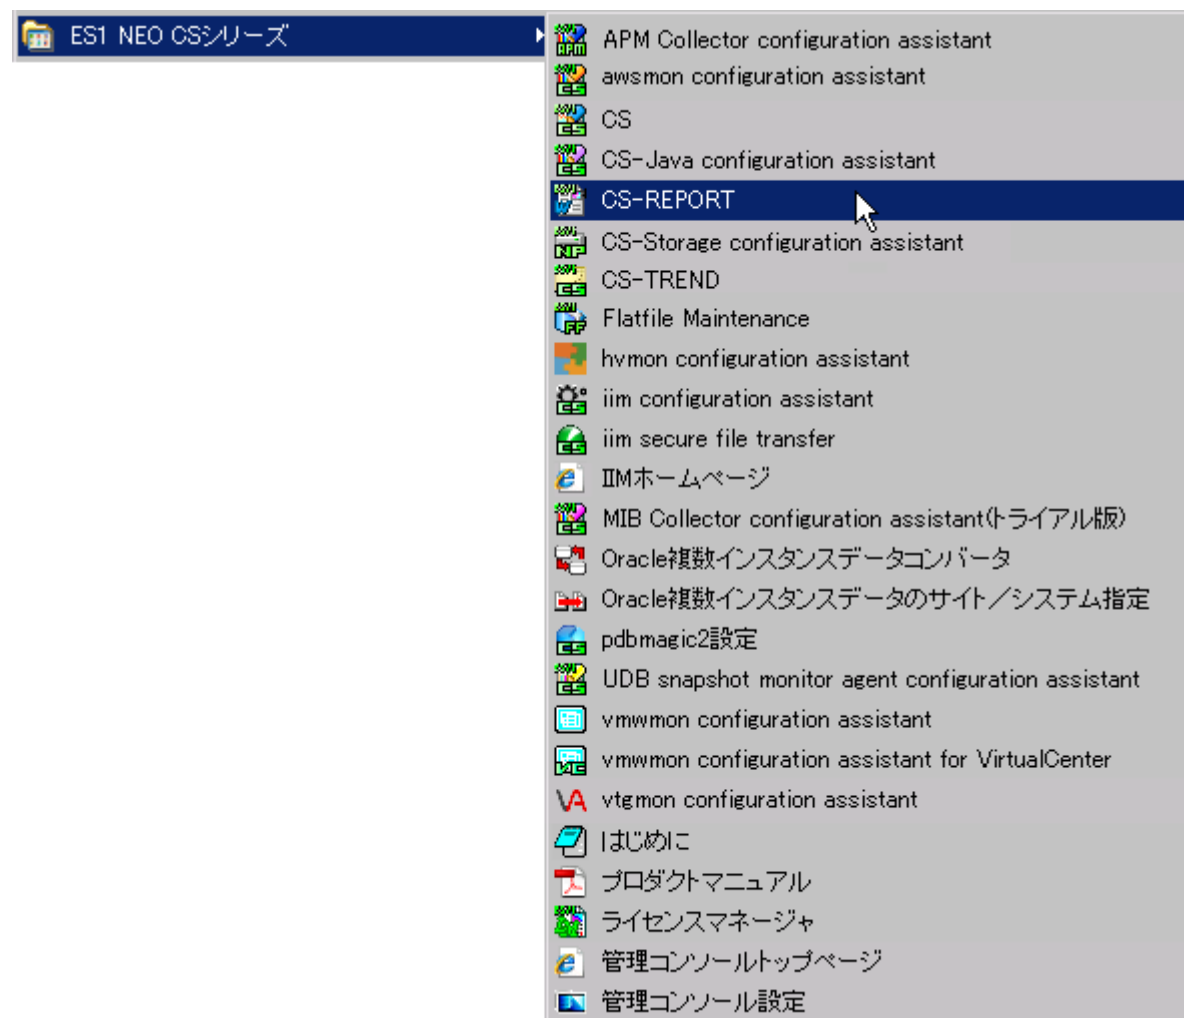 ES1 NEO CSシリーズ
APM Collector configuration assistant
awsmon configuration assistant
CS
CS-Java configuration assistant
CS-REPORT
CS-Storage configuration assistant
CS-TREND
Flatfile Maintenance
hvmon configuration assistant
iim configuration assistant
iim secure file transfer
IIMホームページ
MIB Collector configuration assistant(トライアル版)
Oracle複数インスタンスデータコンバータ
Oracle複数インスタンスデータのサイト／システム指定
pdbmagic2設定
UDB snapshot monitor agent configuration assistant
vmwmon configuration assistant
vmwmon configuration assistant for VirtualCenter
vtgmon configuration assistant
はじめに
プロダクトマニュアル
ライセンスマネージャ
管理コンソールトップページ
管理コンソール設定